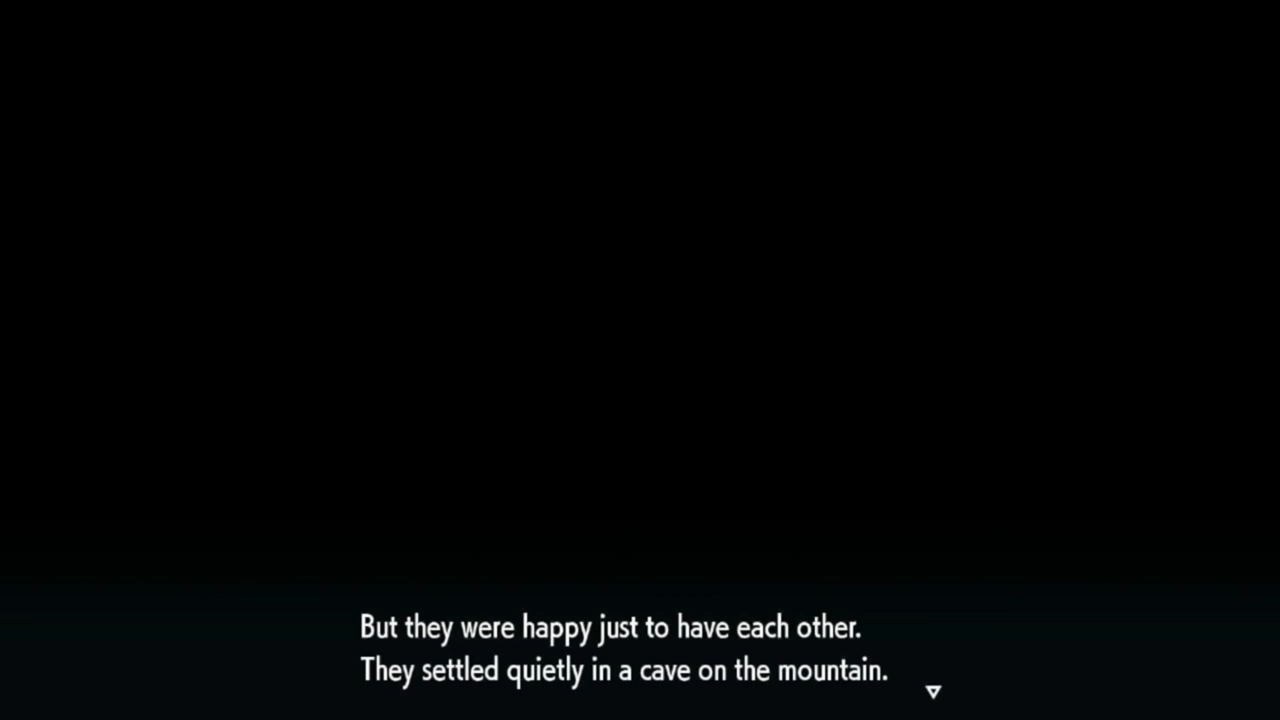 But they were happy just to have each other.
They settled quietly in a cave on the mountain.